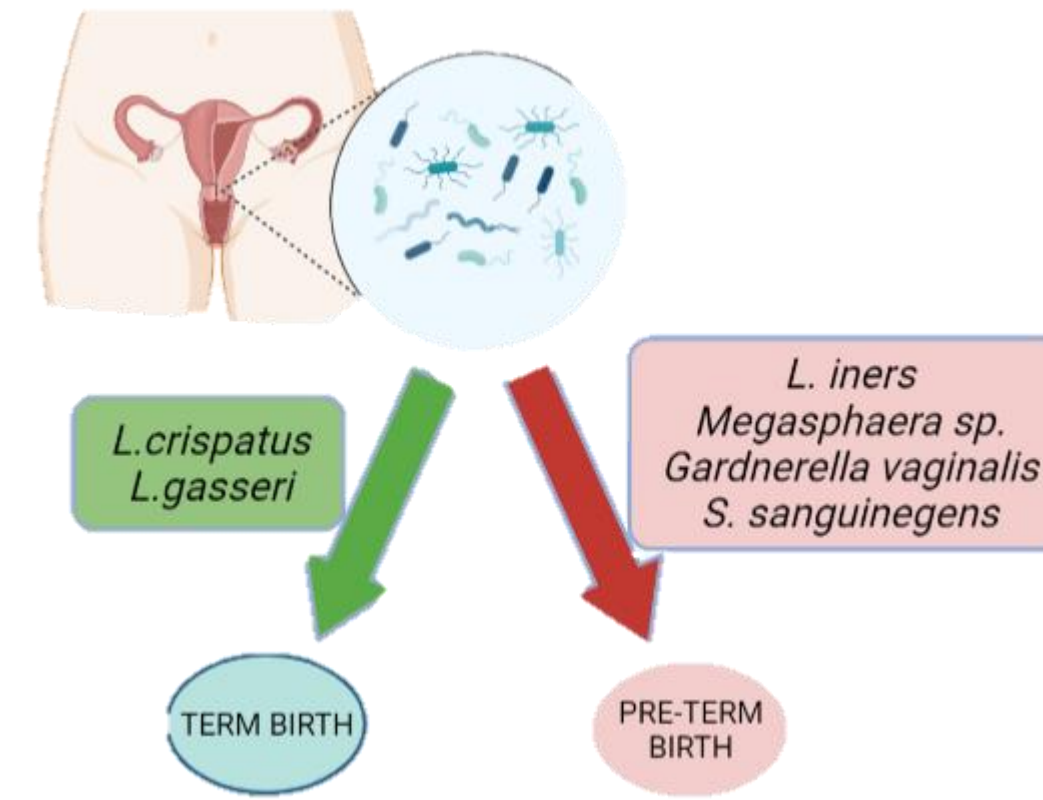 L.crispatus
L.gasseri
L. iners
Megasphaera sp.
Gardnerella vaginalis
S. sanguinegens
TERM BIRTH
PRE-TERM
BIRTH